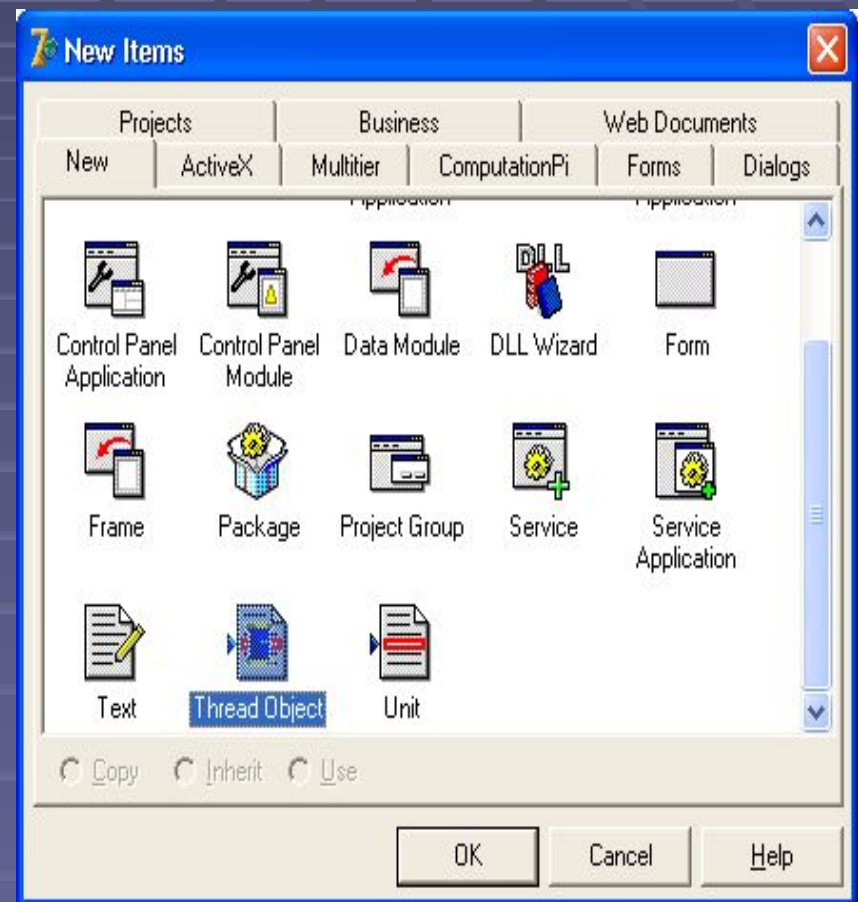 New Items
Projects Business Web Documents
New ActiveX Multitier ComputationPi Forms Dialogs
Control Panel Application
Control Panel Module
Data Module
DLL Wizard
Form
Frame
Package
Project Group
Service
Service Application
Text
Thread Object
Unit
Copy Inherit Use
OK Cancel Help